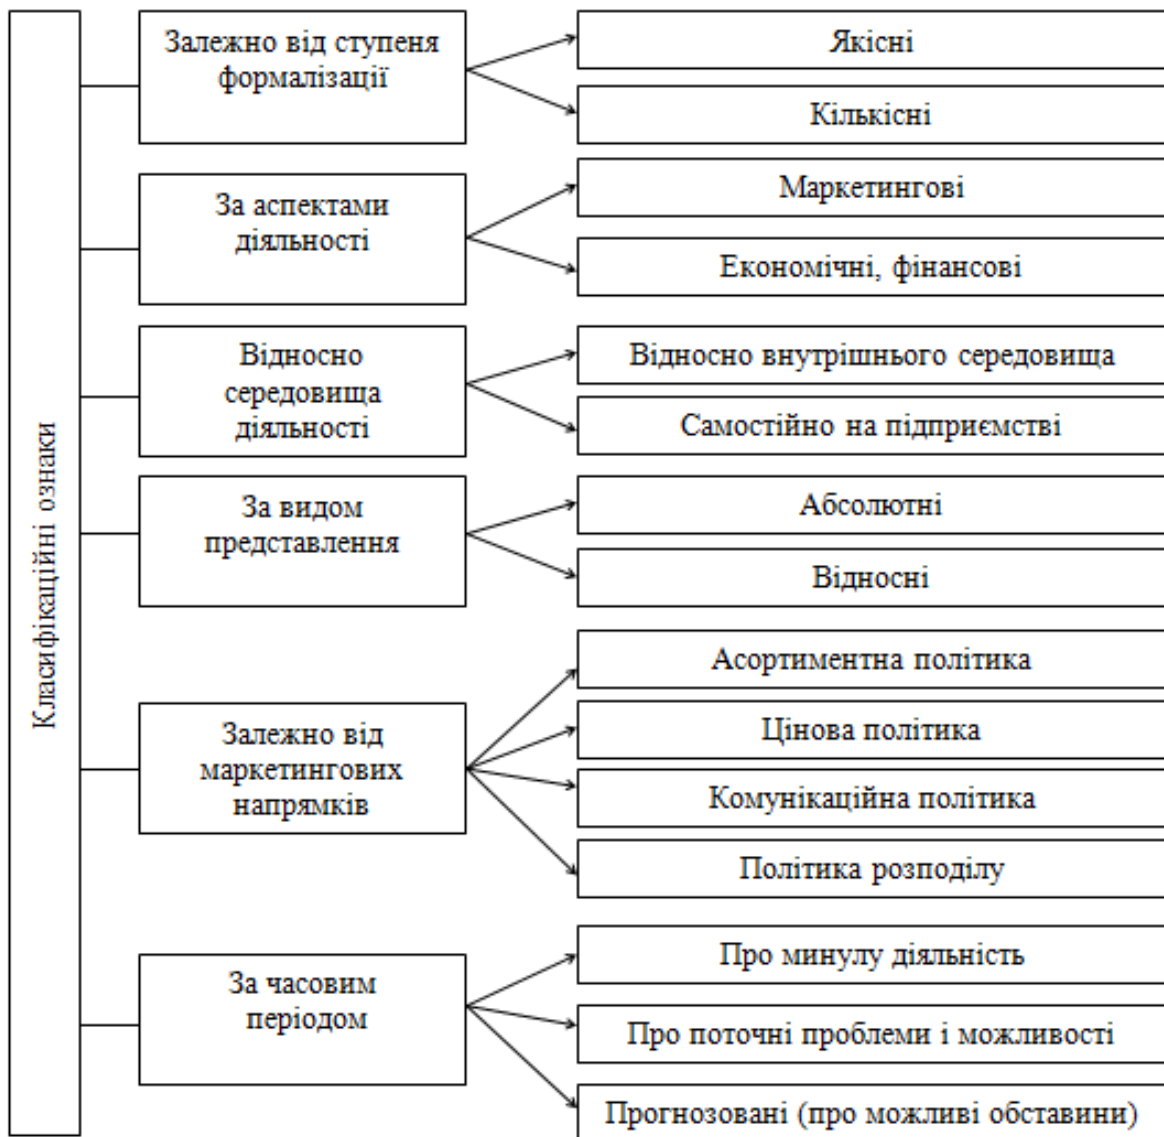 Класифікаційні ознаки
Залежно від ступеня
формалізації
Якісні
Кількісні
За аспектами
діяльності
Маркетингові
Економічні, фінансові
Відносно
середовища
діяльності
Відносно внутрішнього середовища
Самостійно на підприємстві
За видом
представлення
Абсолютні
Відносні
Залежно від
маркетингових
напрямків
Асортиментна політика
Цінова політика
Комунікаційна політика
Політика розподілу
За часовим
періодом
Про минулу діяльність
Про поточні проблеми і можливості
Прогнозовані (про можливі обставини)